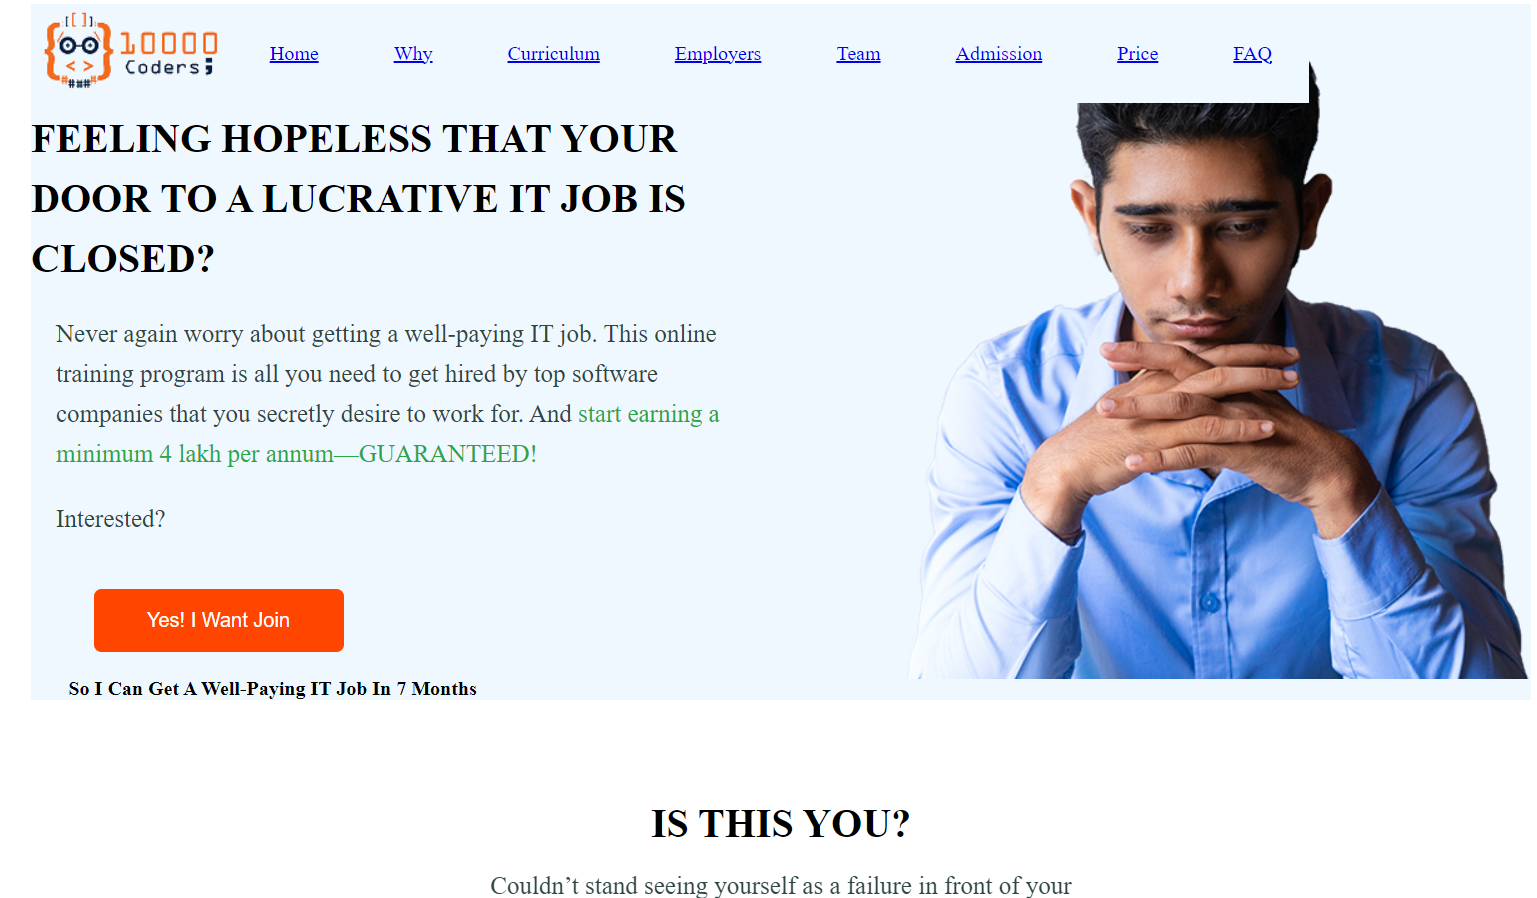 10000
Coders;
Home Why Curriculum Employers Team Admission Price FAQ
FEELING HOPELESS THAT YOUR
DOOR TO A LUCRATIVE IT JOB IS
CLOSED?
Never again worry about getting a well-paying IT job. This online
training program is all you need to get hired by top software
companies that you secretly desire to work for. And start earning a
minimum 4 lakh per annum—GUARANTEED!
Interested?
Yes! I Want Join
So I Can Get A Well-Paying IT Job In 7 Months
IS THIS YOU?
Couldn’t stand seeing yourself as a failure in front of your